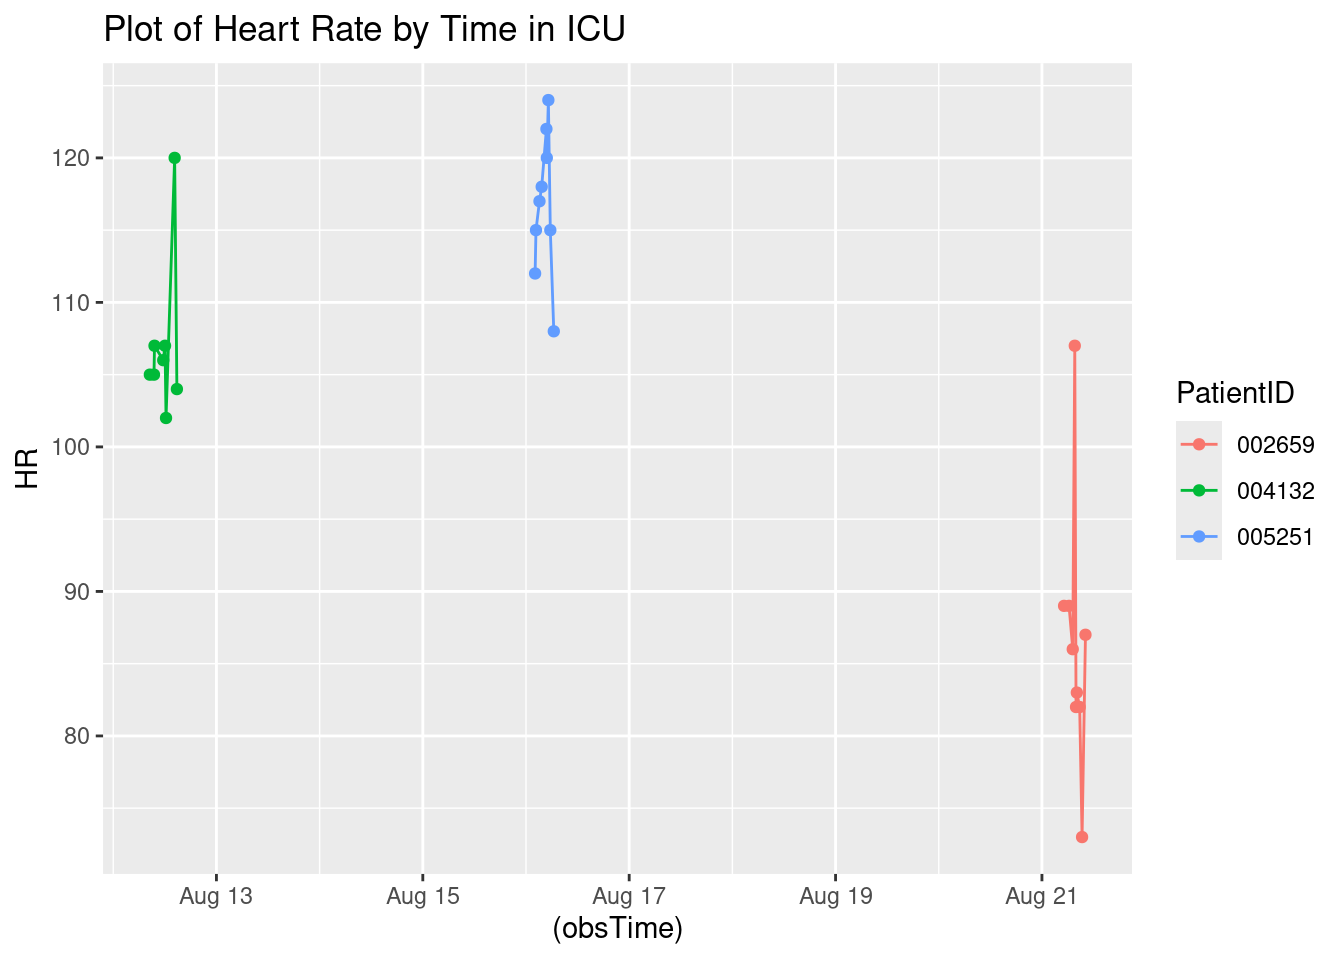 Plot of Heart Rate by Time in ICU
120
110
100
90
80
HR
Aug 13
Aug 15
Aug 17
Aug 19
Aug 21
(obsTime)
PatientID
002659
004132
005251